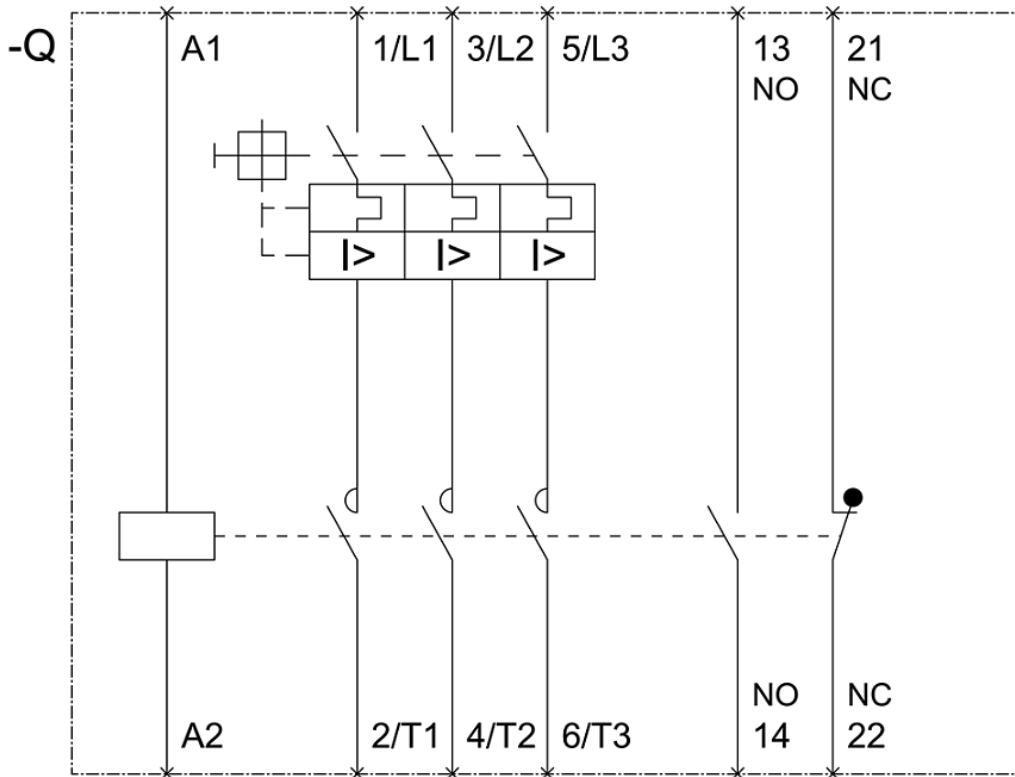 -Q
A1 1/L1 3/L2 5/L3 13 21
NO NC
I> I> I>
NO NC
A2 2/T1 4/T2 6/T3 14 22